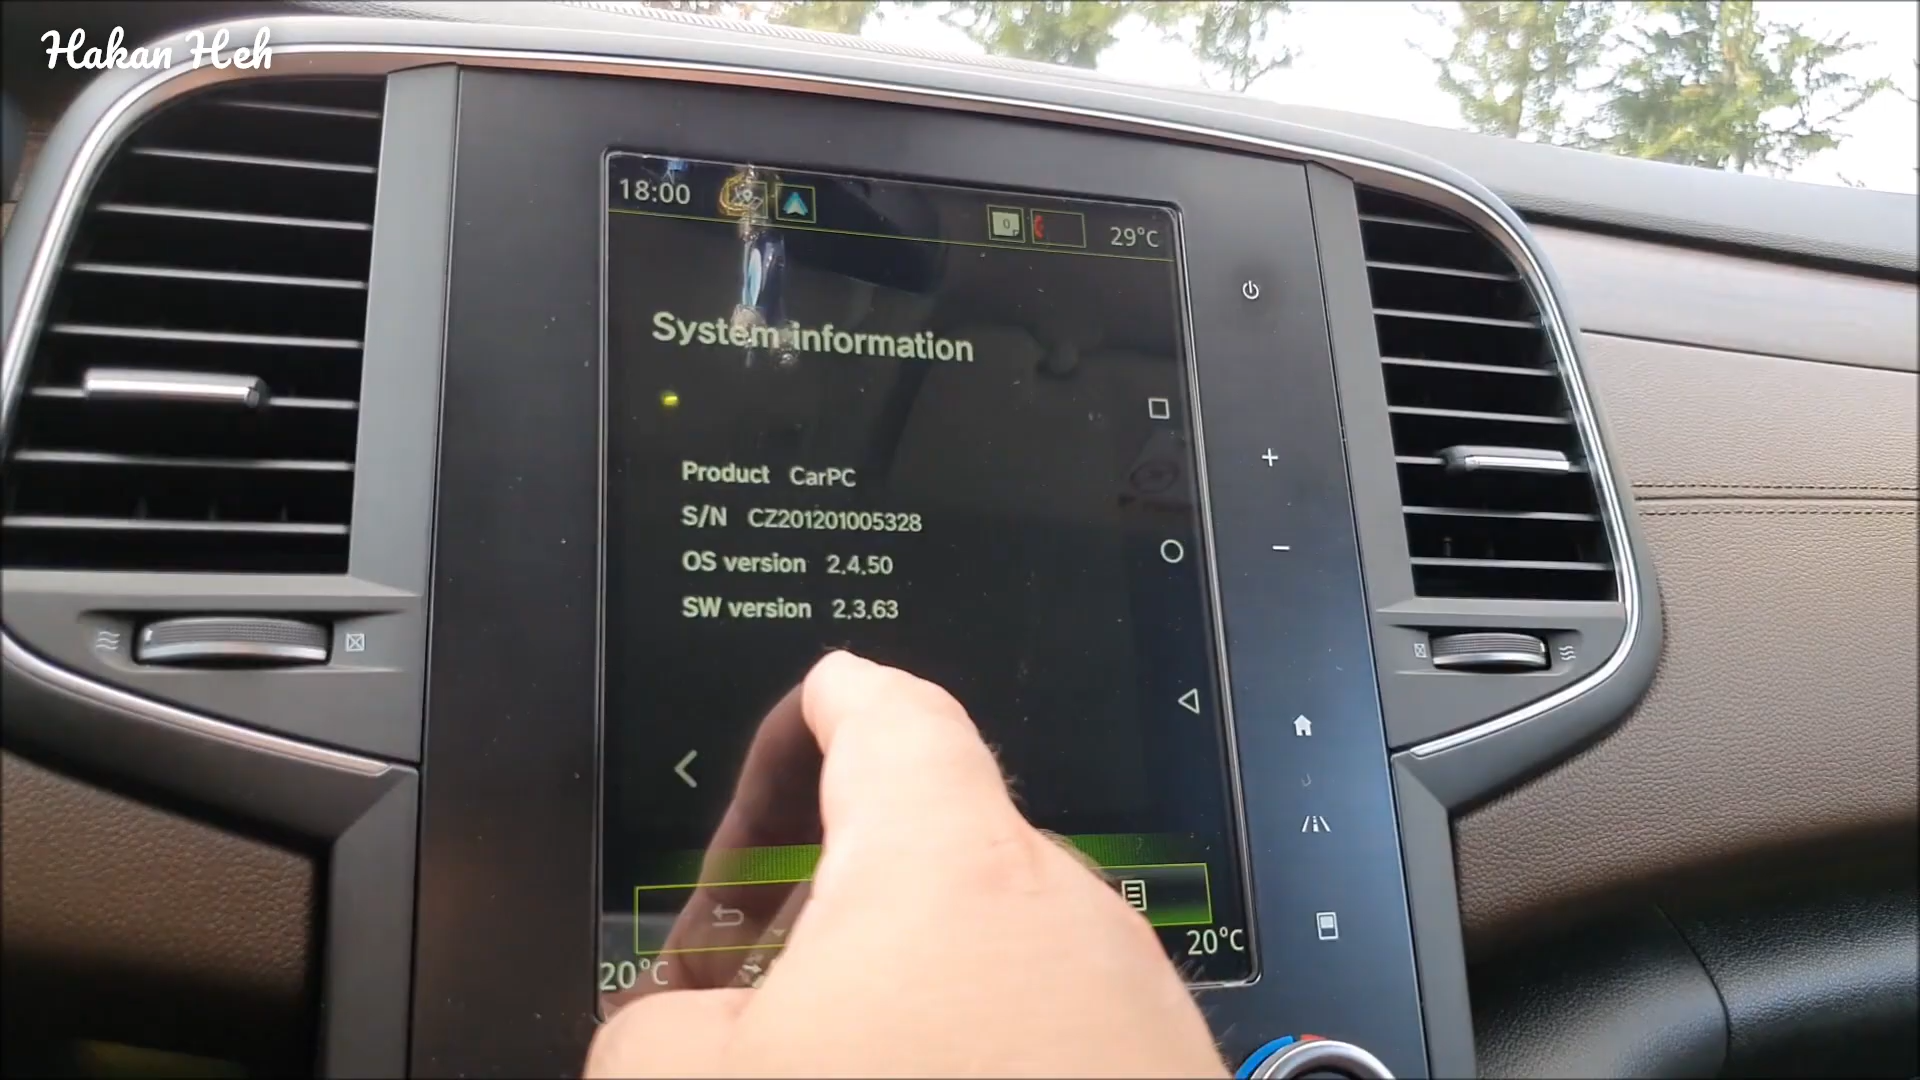 Hakan Heh
18:00
0
29°C
System information
Product CarPC
S/N CZ201201005328
OS version 2.4.50
SW version 2.3.63
20°C
20°C